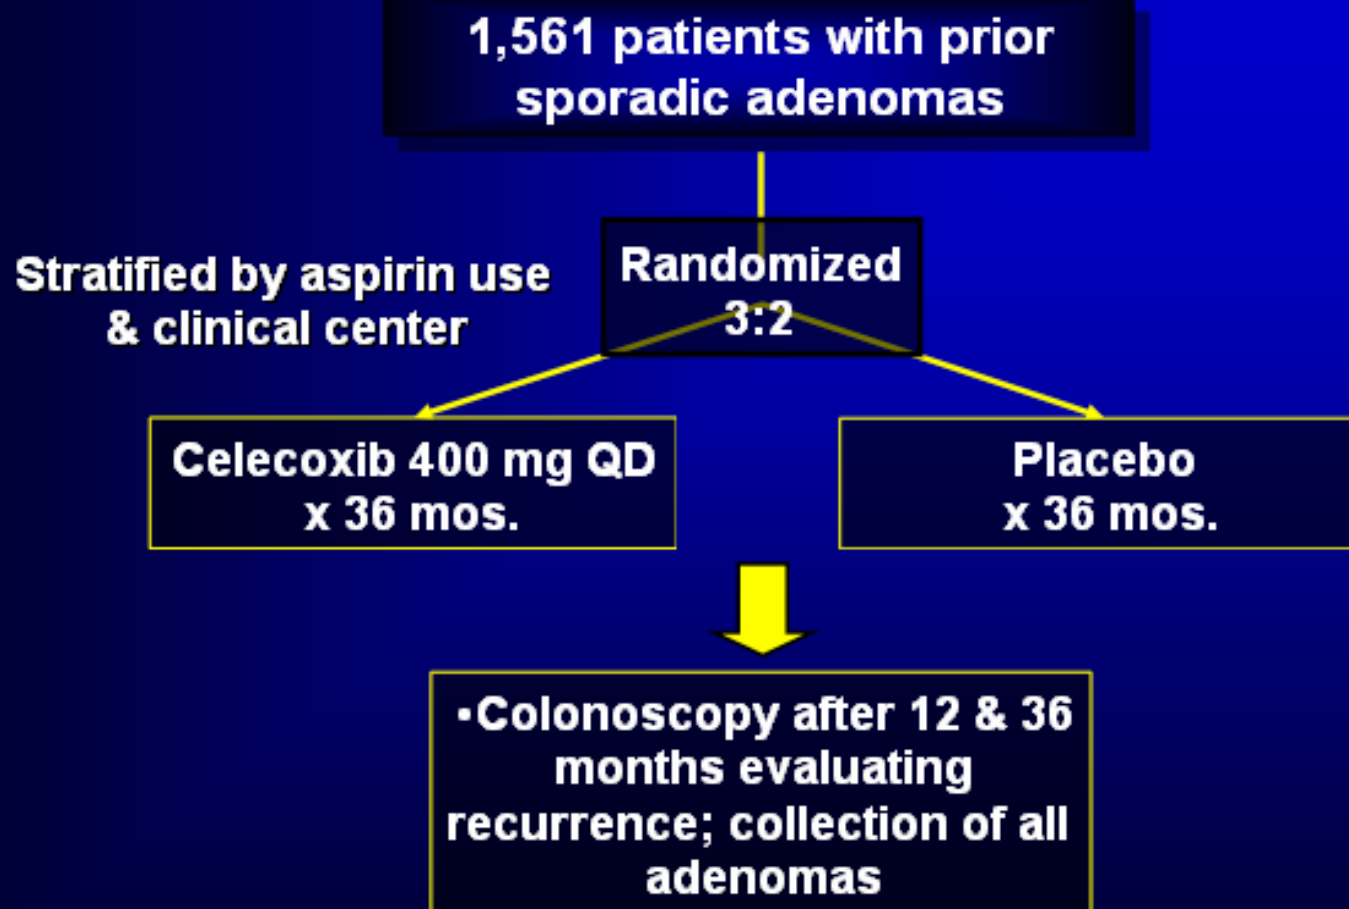 1,561 patients with prior
sporadic adenomas
Stratified by aspirin use
& clinical center
Randomized
3:2
Celecoxib 400 mg QD
x 36 mos.
Placebo
x 36 mos.
•Colonoscopy after 12 & 36
months evaluating
recurrence; collection of all
adenomas